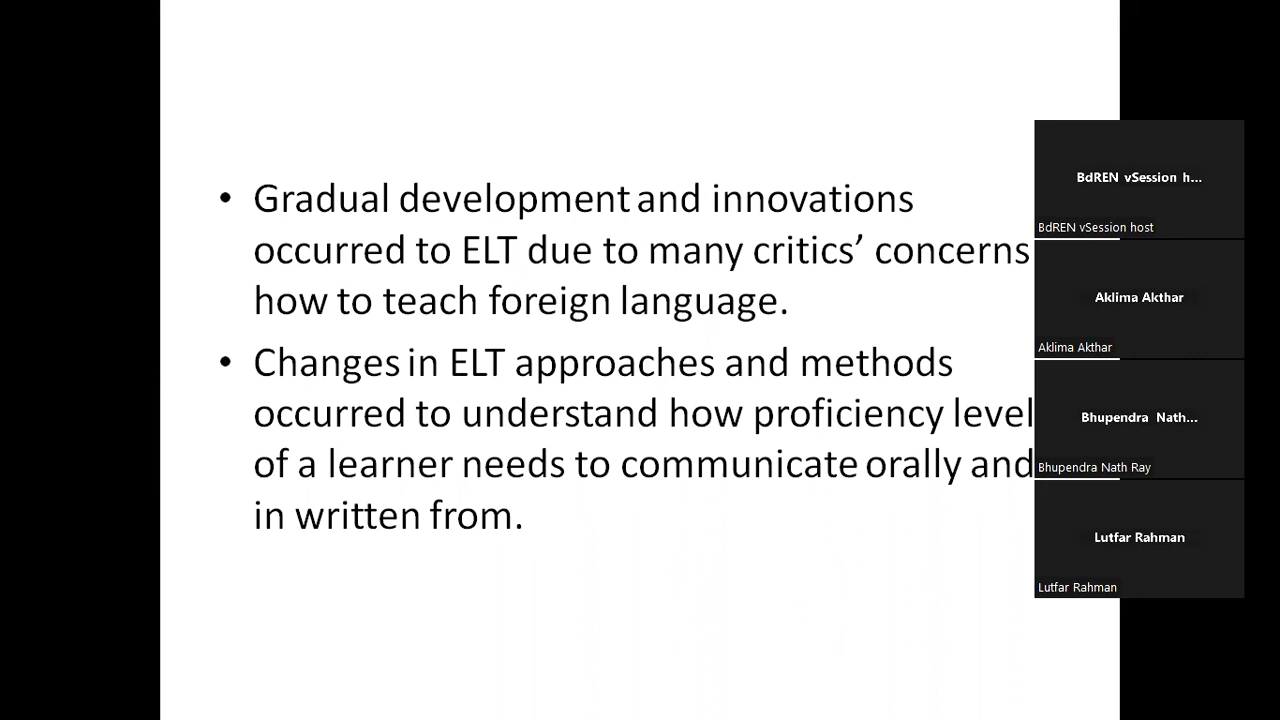 • Gradual development and innovations
occurred to ELT due to many critics’ concerns
how to teach foreign language.
• Changes in ELT approaches and methods
occurred to understand how proficiency level
of a learner needs to communicate orally and
in written from.
BdREN vSession h...
BdREN vSession host
Aklima Akthar
Aklima Akthar
Bhupendra Nath...
Bhupendra Nath Ray
Lutfar Rahman
Lutfar Rahman